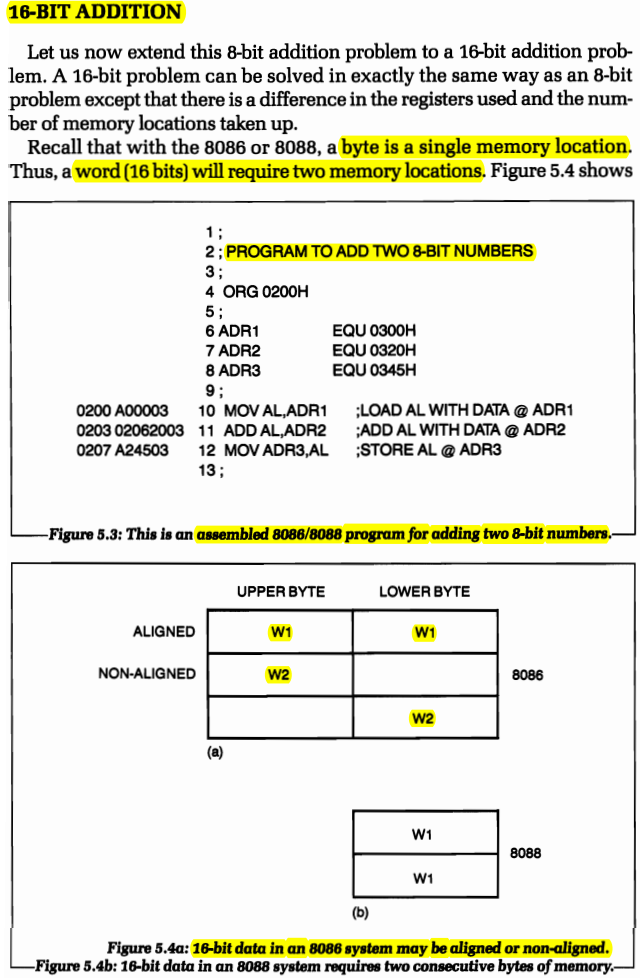 16-BIT ADDITION
Let us now extend this 8-bit addition problem to a 16-bit addition prob-
lem. A 16-bit problem can be solved in exactly the same way as an 8-bit
problem except that there is a difference in the registers used and the num-
ber of memory locations taken up.
Recall that with the 8086 or 8088, a byte is a single memory location.
Thus, a word (16 bits) will require two memory locations. Figure 5.4 shows
1 ;
2 ; PROGRAM TO ADD TWO 8-BIT NUMBERS
3 ;
4 ORG 0200H
5 ;
6 ADR1 EQU 0300H
7 ADR2 EQU 0320H
8 ADR3 EQU 0345H
9 ;
0200 A00003 10 MOV AL,ADR1 ;LOAD AL WITH DATA @ ADR1
0203 02062003 11 ADD AL,ADR2 ;ADD AL WITH DATA @ ADR2
0207 A24503 12 MOV ADR3,AL ;STORE AL @ ADR3
13 ;
Figure 5.3: This is an assembled 8086/8088 program for adding two 8-bit numbers.
UPPER BYTE LOWER BYTE
ALIGNED W1 W1
NON-ALIGNED W2 8086
W2
(a)
W1
8088
W1
(b)
Figure 5.4a: 16-bit data in an 8086 system may be aligned or non-aligned.
Figure 5.4b: 16-bit data in an 8088 system requires two consecutive bytes of memory.